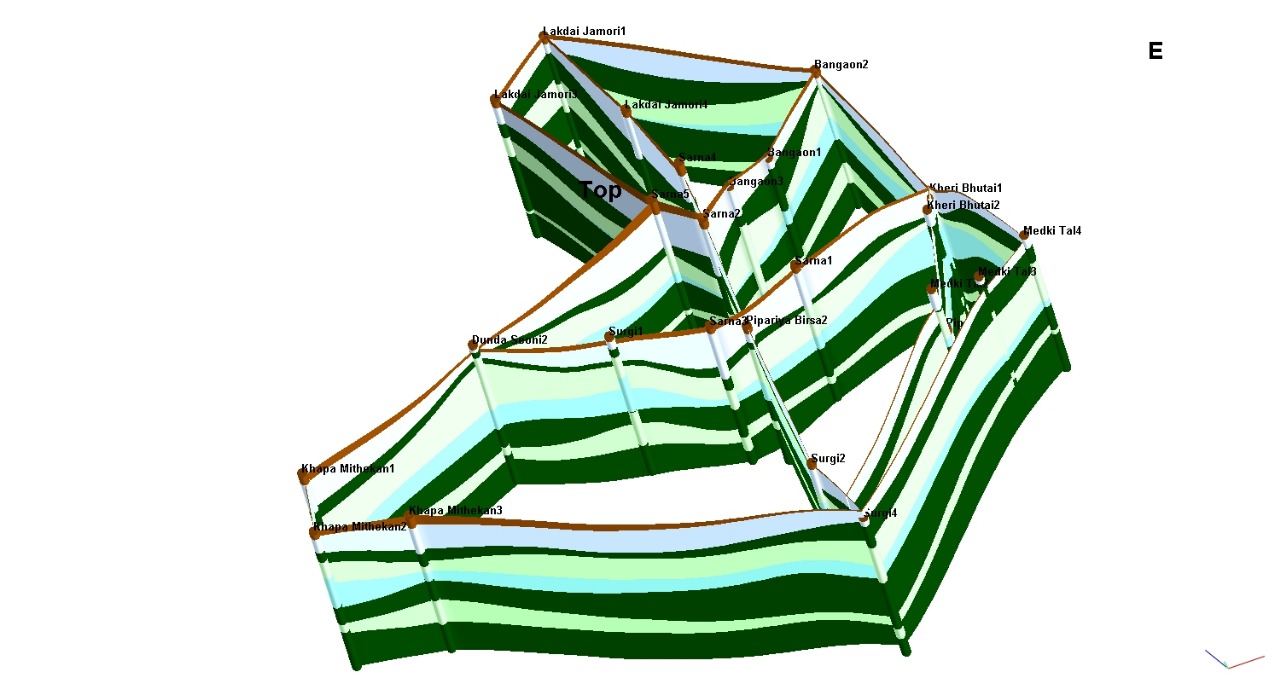 Lakdai Jamori1
E
Bangaon2
Lakdai Jamori3
Lakdai Jamori4
Sarna4
Bangaon1
Bangaon3
Top
Sarna5
Kheri Bhutai1
Kheri Bhutai2
Sarna2
Medki Tal4
Sarna1
Medki Tal3
Medki
Pip
Sarna3
Pipariya Birsa2
Surgi1
Dunda Seoni2
Surgi2
Khapa Mithekan1
Khapa Mithekan3
Surgi4
Khapa Mithekan2